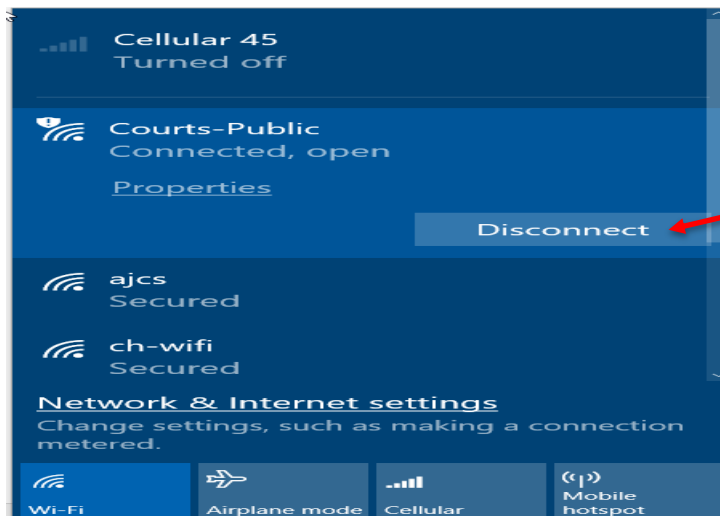 Cellular 45
Turned off
Courts-Public
Connected, open
Properties
Disconnect
ajcs
Secured
ch-wifi
Secured
Network & Internet settings
Change settings, such as making a connection
metered.
Wi-Fi
Airplane mode
Cellular
Mobile
hotspot